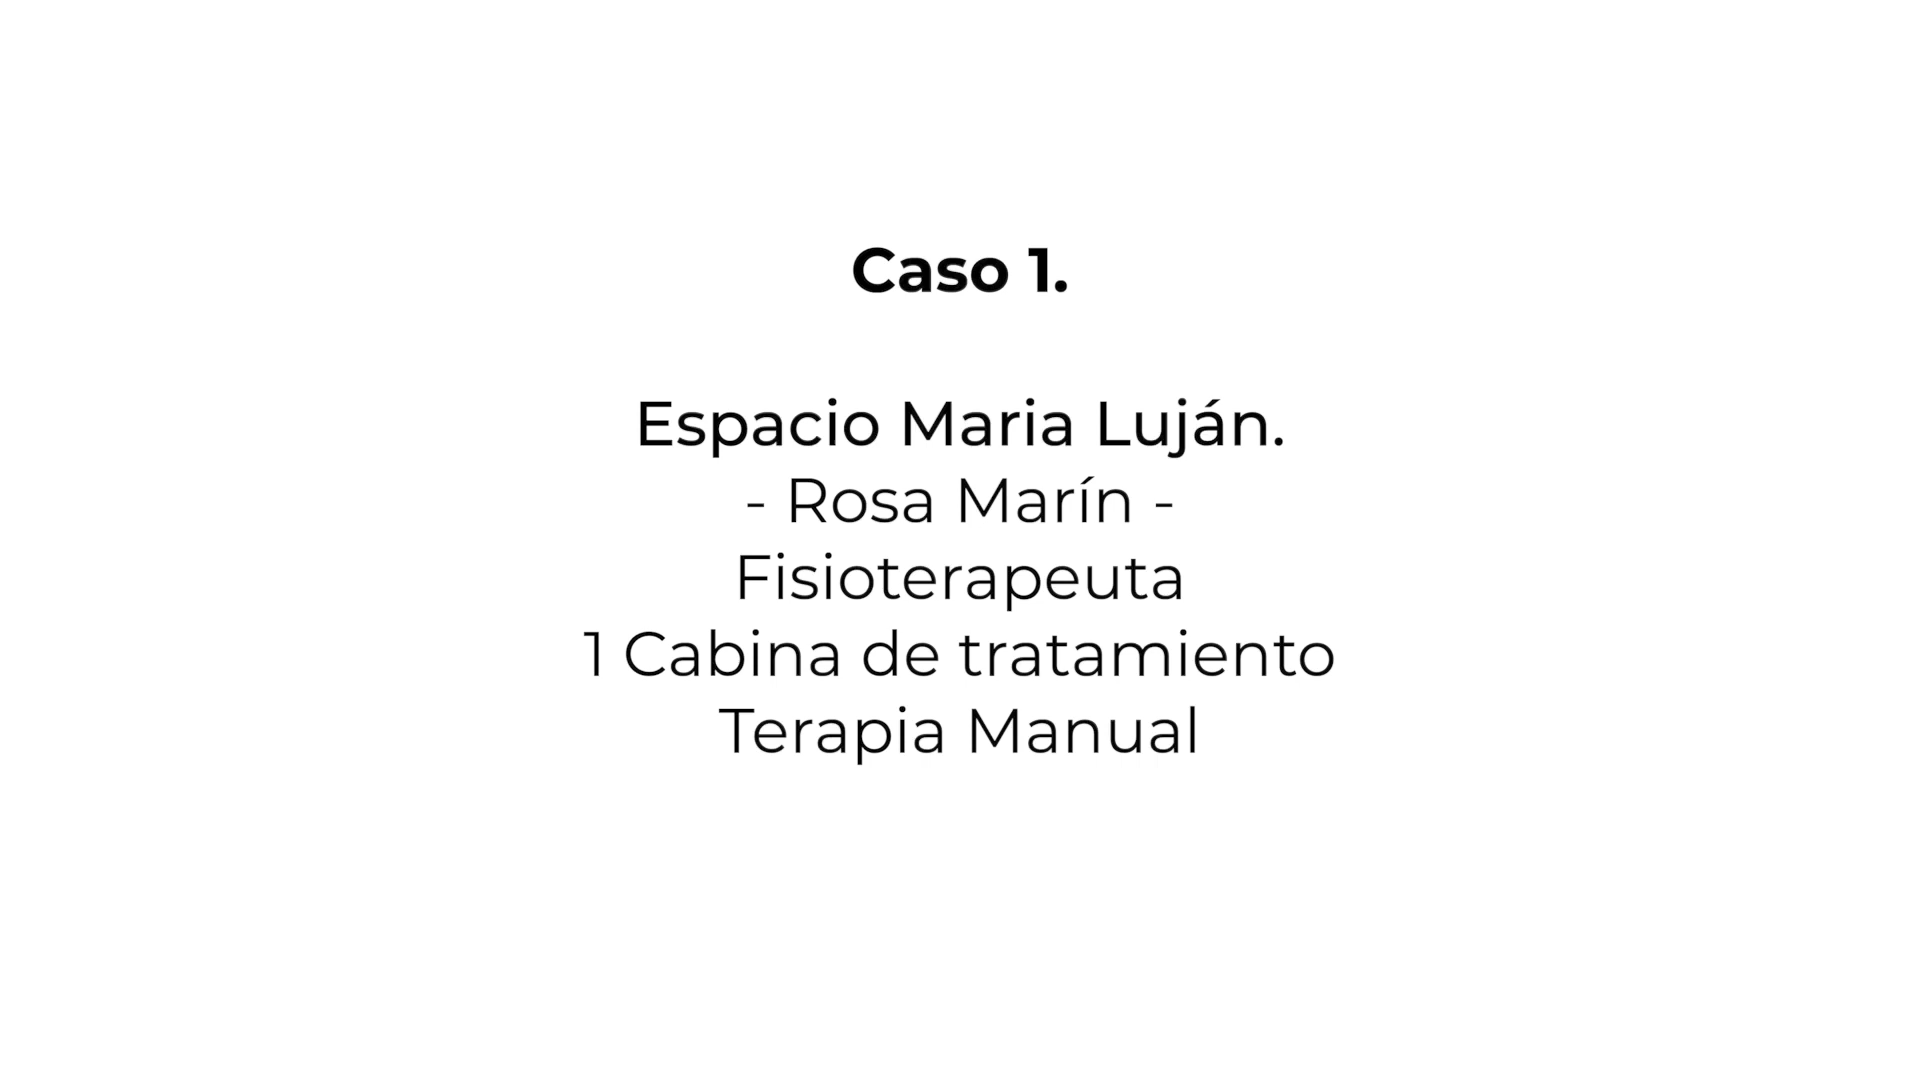 Caso 1.
Espacio Maria Luján.
- Rosa Marín -
Fisioterapeuta
1 Cabina de tratamiento
Terapia Manual